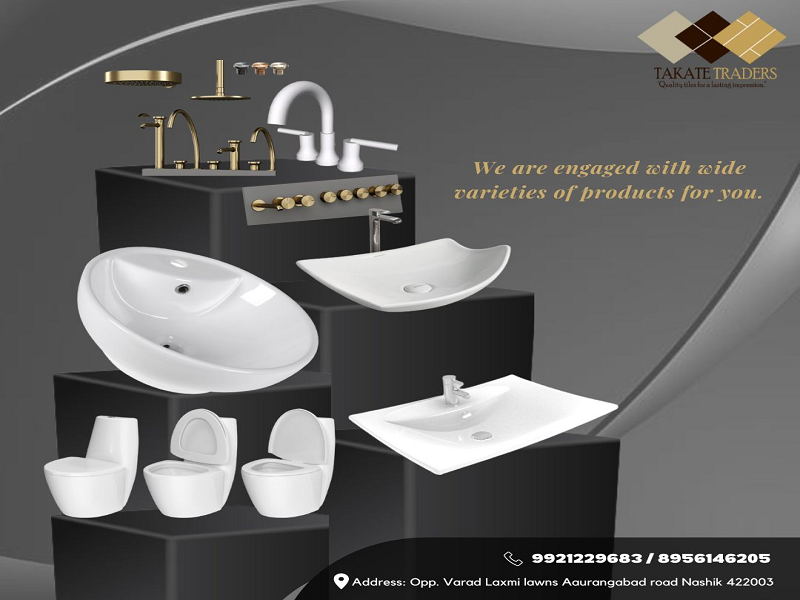 TAKATE TRADERS
"Quality tiles for a lasting impression"
We are engaged with wide
varieties of products for you.
9921229683 / 8956146205
Address: Opp. Varad Laxmi lawns Aaurangabad road Nashik 422003